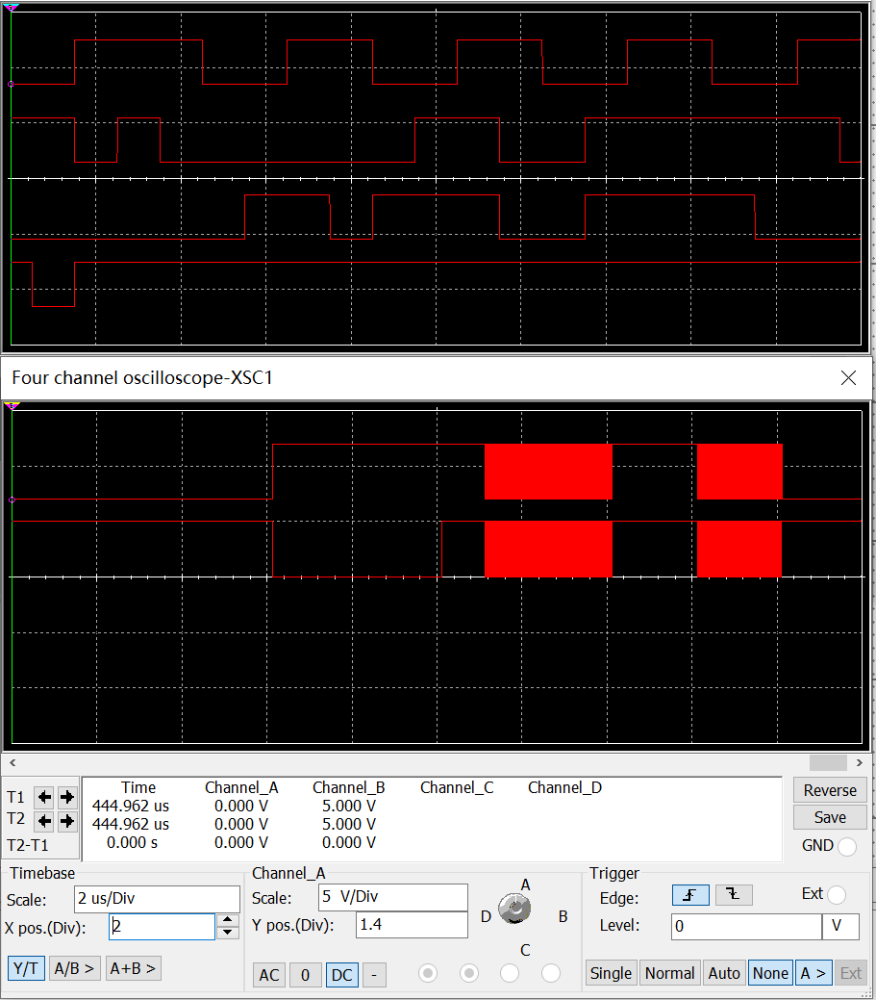 Four channel oscilloscope-XSC1
Time Channel_A Channel_B Channel_C Channel_D
T1 444.962 us 0.000 V 5.000 V
T2 444.962 us 0.000 V 5.000 V
T2-T1 0.000 s 0.000 V 0.000 V
Reverse
Save
GND
Timebase
Scale: 2 us/Div
X pos.(Div): 2
Y/T A/B > A+B >
Channel_A
Scale: 5 V/Div
Y pos.(Div): 1.4
AC 0 DC -
A
D B
C
Trigger
Edge: Ext
Level: 0 V
Single Normal Auto None A > Ext